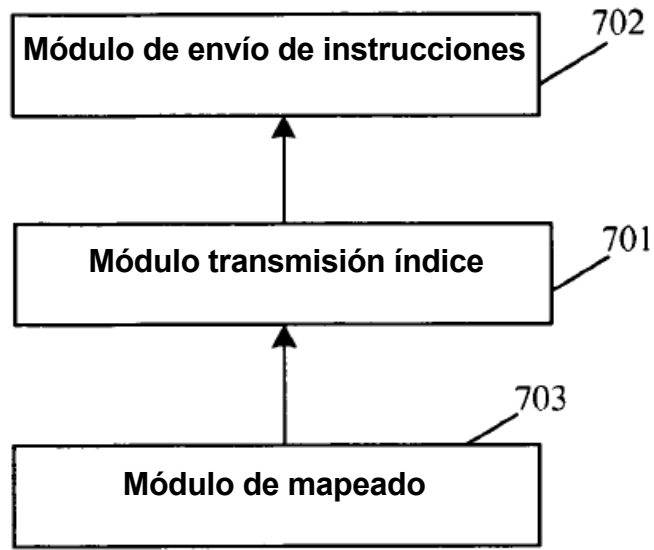 702
Módulo de envío de instrucciones
701
Módulo transmisión índice
703
Módulo de mapeado